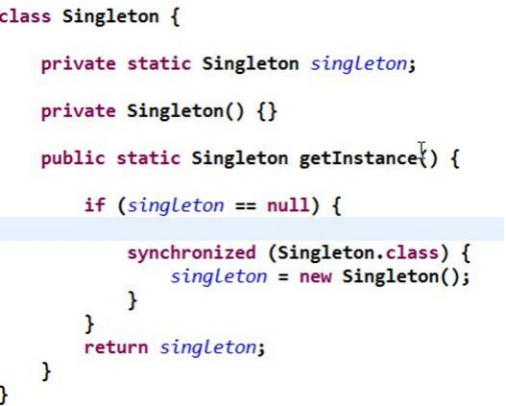 class Singleton {
private static Singleton singleton;
private Singleton() {}
public static Singleton getInstance() {
if (singleton == null) {
synchronized (Singleton.class) {
singleton = new Singleton();
}
}
return singleton;
}
}